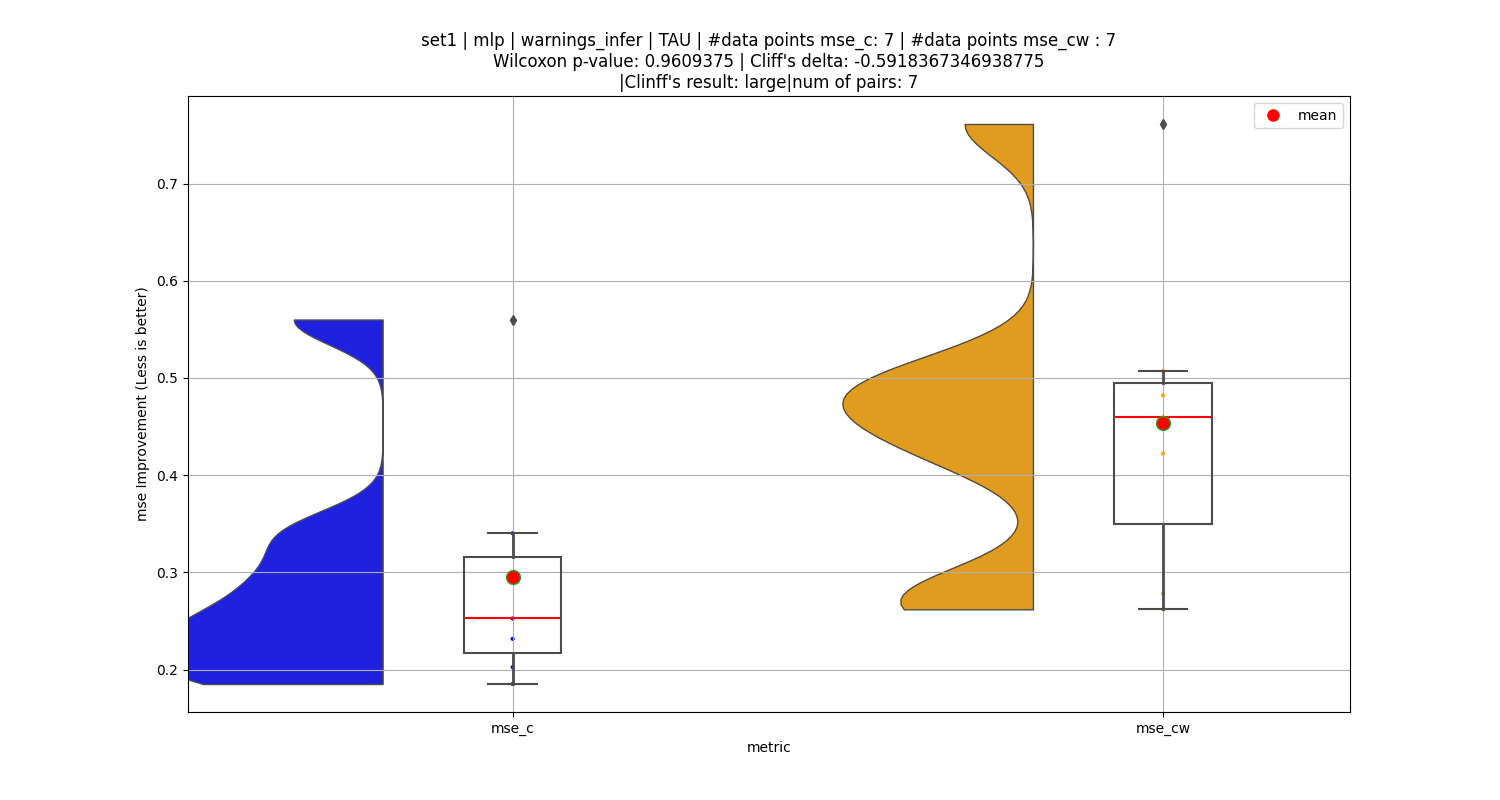 set1 | mlp | warnings_infer | TAU | #data points mse_c: 7 | #data points mse_cw : 7
Wilcoxon p-value: 0.9609375 | Cliff's delta: -0.5918367346938775
|Clinff's result: large|num of pairs: 7
mean
mse Improvement (Less is better)
0.7
0.6
0.5
0.4
0.3
0.2
mse_c
mse_cw
metric